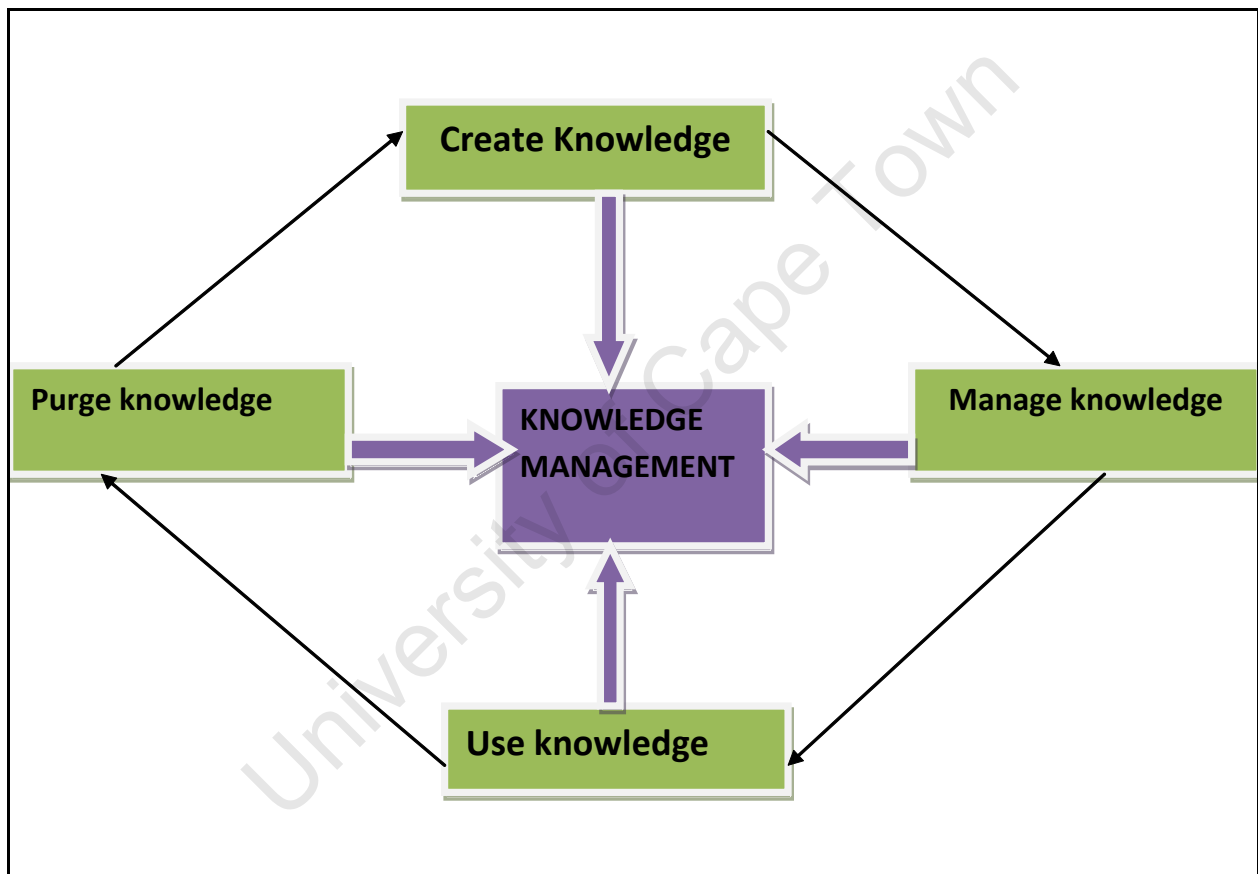 Create Knowledge
Purge knowledge
KNOWLEDGE
MANAGEMENT
Manage knowledge
Use knowledge
University of Cape Town